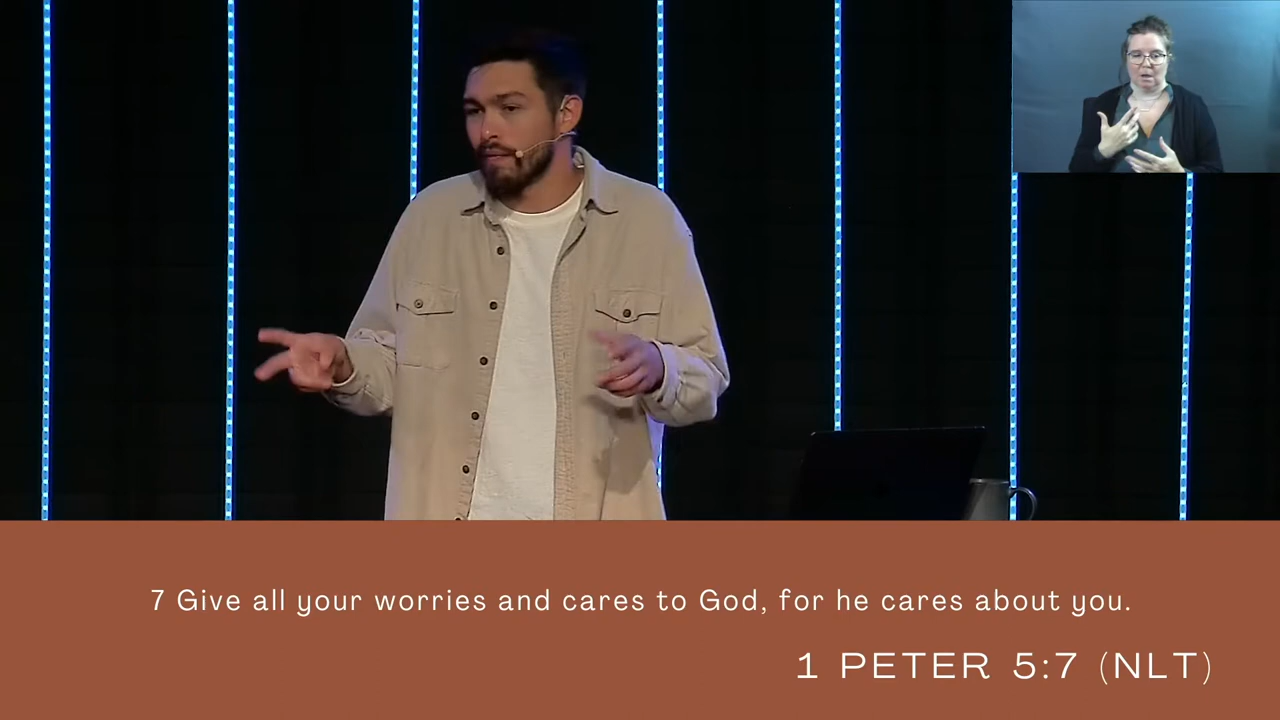 7 Give all your worries and cares to God, for he cares about you.
1 PETER 5:7 (NLT)